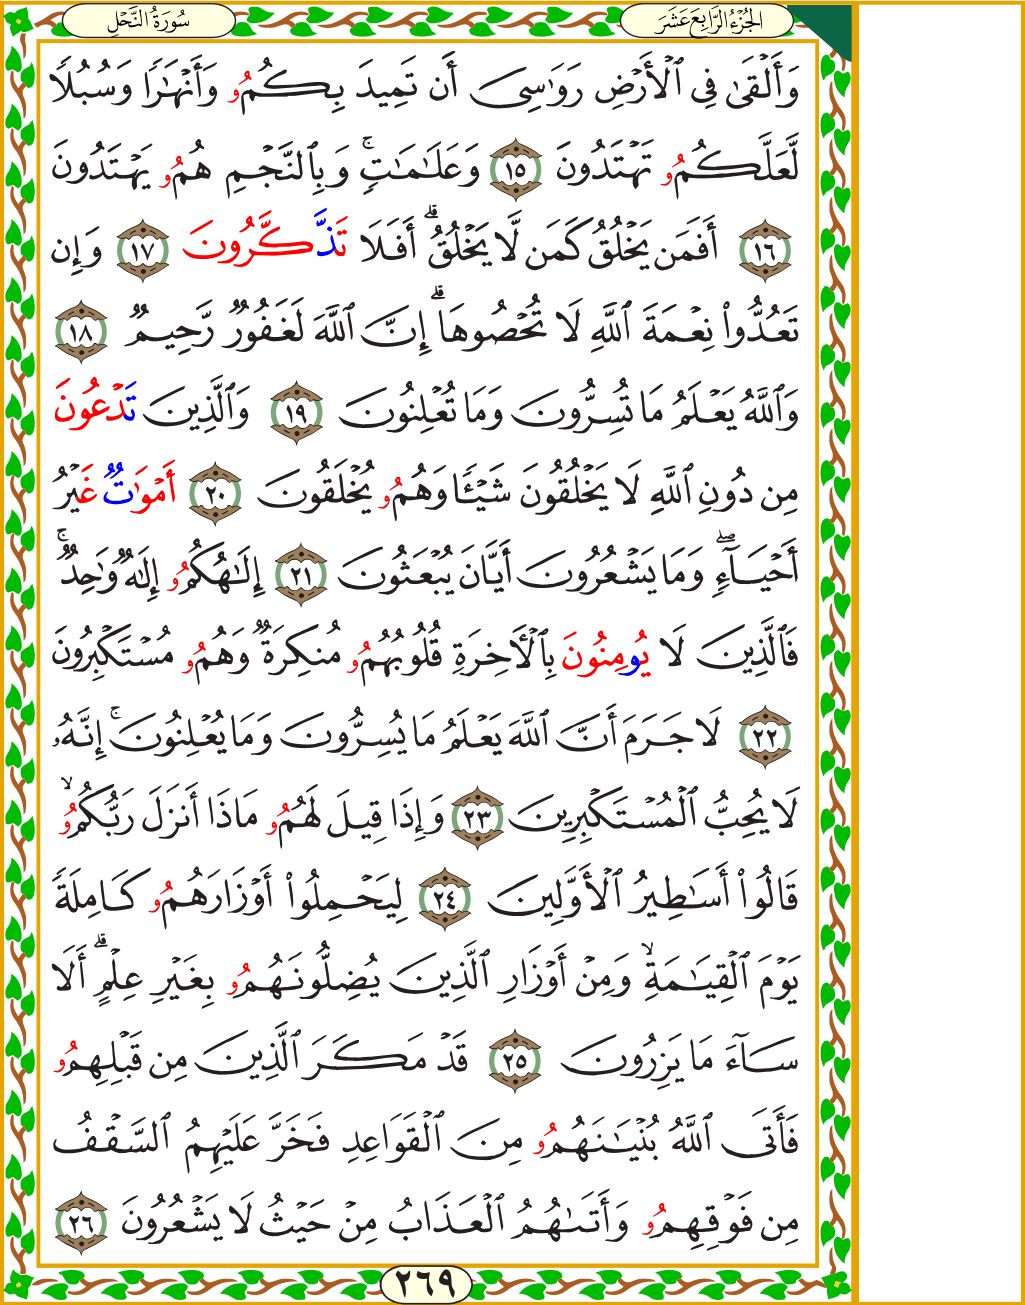 سُورَةُ النَّحْلِ
الجُزْءُ الرَّابِعَ عَشَرَ
وَأَلۡقَىٰ فِي ٱلۡأَرۡضِ رَوَٰسِيَ أَن تَمِيدَ بِكُمُۥ وَأَنۡهَٰرٗا وَسُبُلٗا
لَّعَلَّكُمُۥ تَهۡتَدُونَ ١٥ وَعَلَٰمَٰتٖۚ وَبِٱلنَّجۡمِ هُمُۥ يَهۡتَدُونَ
١٦ أَفَمَن يَخۡلُقُ كَمَن لَّا يَخۡلُقُۗ أَفَلَا تَذَّكَّرُونَ ١٧ وَإِن
تَعُدُّواْ نِعۡمَةَ ٱللَّهِ لَا تُحۡصُوهَاۗ إِنَّ ٱللَّهَ لَغَفُورٞ رَّحِيمٞ ١٨
وَٱللَّهُ يَعۡلَمُ مَا تُسِرُّونَ وَمَا تُعۡلِنُونَ ١٩ وَٱلَّذِينَ تَدۡعُونَ
مِن دُونِ ٱللَّهِ لَا يَخۡلُقُونَ شَيۡـٔٗا وَهُمُۥ يُخۡلَقُونَ ٢٠ أَمۡوَٰتٌ غَيۡرُ
أَحۡيَآءٖۖ وَمَا يَشۡعُرُونَ أَيَّانَ يُبۡعَثُونَ ٢١ إِلَٰهُكُمُۥ إِلَٰهٞ وَٰحِدٞۚ
فَٱلَّذِينَ لَا يُومِنُونَ بِٱلۡأٓخِرَةِ قُلُوبُهُمُۥ مُنكِرَةٞ وَهُمُۥ مُسۡتَكۡبِرُونَ
٢٢ لَا جَرَمَ أَنَّ ٱللَّهَ يَعۡلَمُ مَا يُسِرُّونَ وَمَا يُعۡلِنُونَۚ إِنَّهُۥ
لَا يُحِبُّ ٱلۡمُسۡتَكۡبِرِينَ ٢٣ وَإِذَا قِيلَ لَهُمُۥ مَاذَا أَنزَلَ رَبُّكُمُۥۙ
قَالُواْ أَسَٰطِيرُ ٱلۡأَوَّلِينَ ٢٤ لِيَحۡمِلُواْ أَوۡزَارَهُمُۥ كَامِلَةٗ
يَوۡمَ ٱلۡقِيَٰمَةِۙ وَمِنۡ أَوۡزَارِ ٱلَّذِينَ يُضِلُّونَهُمُۥ بِغَيۡرِ عِلۡمٍۗ أَلَا
سَآءَ مَا يَزِرُونَ ٢٥ قَدۡ مَكَرَ ٱلَّذِينَ مِن قَبۡلِهِمُۥ
فَأَتَى ٱللَّهُ بُنۡيَٰنَهُمُۥ مِنَ ٱلۡقَوَاعِدِ فَخَرَّ عَلَيۡهِمُ ٱلسَّقۡفُ
مِن فَوۡقِهِمُۥ وَأَتَىٰهُمُ ٱلۡعَذَابُ مِنۡ حَيۡثُ لَا يَشۡعُرُونَ ٢٦
٢٦٩